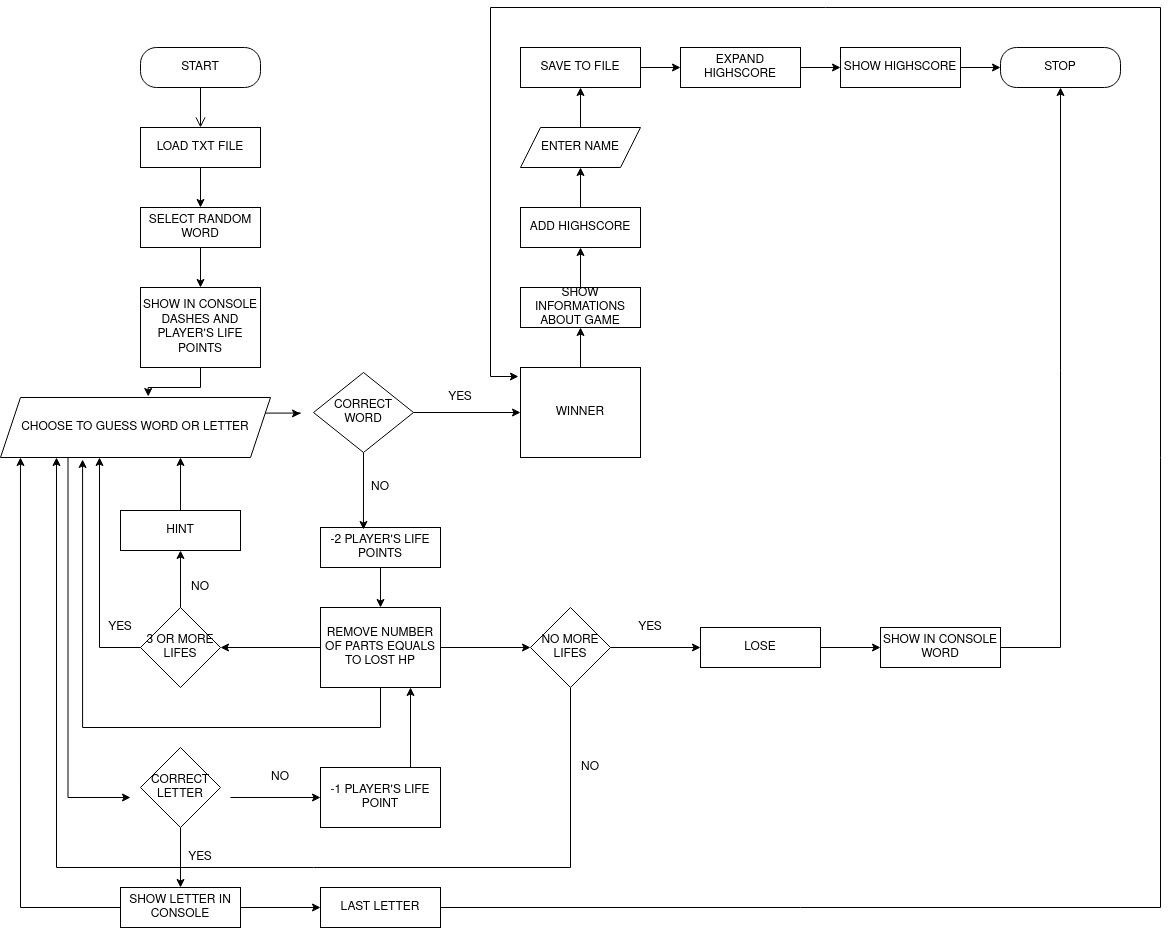 START
SAVE TO FILE
EXPAND
HIGHSCORE
SHOW HIGHSCORE
STOP
LOAD TXT FILE
ENTER NAME
SELECT RANDOM
WORD
ADD HIGHSCORE
SHOW IN CONSOLE
DASHES AND
PLAYER'S LIFE
POINTS
SHOW
INFORMATIONS
ABOUT GAME
CHOOSE TO GUESS WORD OR LETTER
CORRECT
WORD
YES
WINNER
NO
HINT
-2 PLAYER'S LIFE
POINTS
NO
YES
3 OR MORE
LIFES
REMOVE NUMBER
OF PARTS EQUALS
TO LOST HP
NO MORE
LIFES
YES
LOSE
SHOW IN CONSOLE
WORD
NO
CORRECT
LETTER
NO
-1 PLAYER'S LIFE
POINT
YES
SHOW LETTER IN
CONSOLE
LAST LETTER